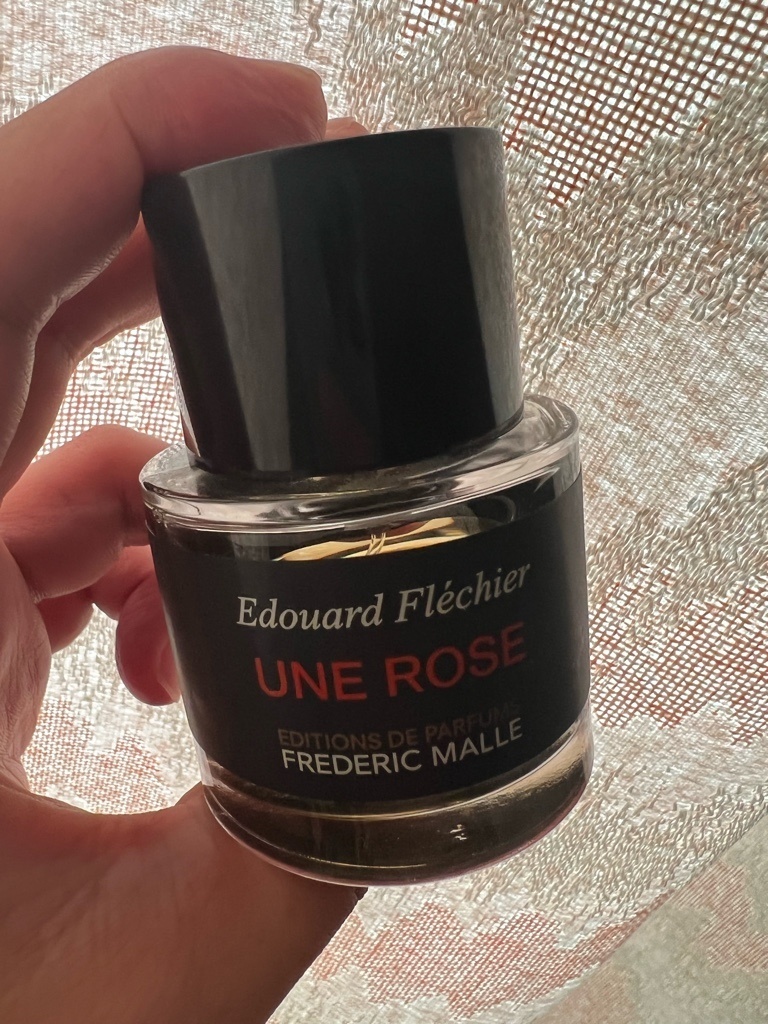 Edouard Fléchier
UNE ROSE
EDITIONS DE PARFUMS
FREDERIC MALLE